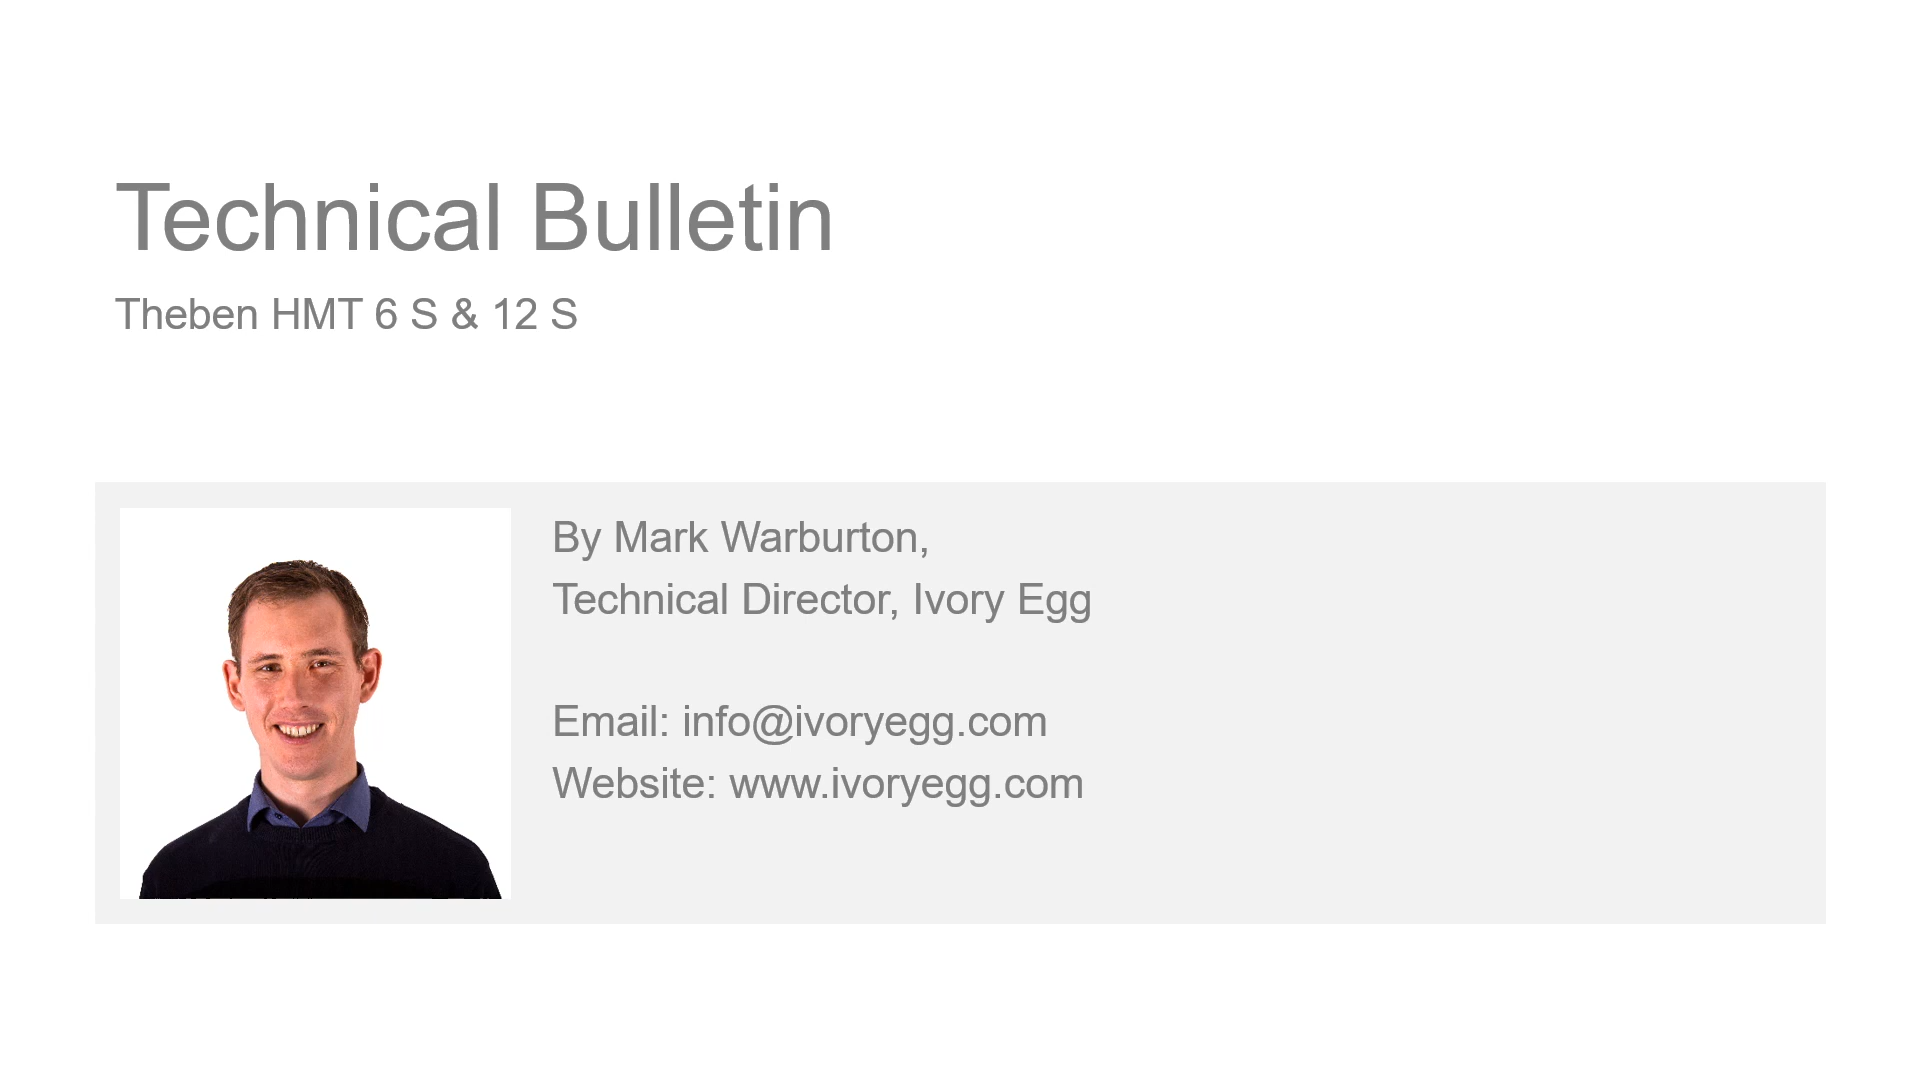 Technical Bulletin
Theben HMT 6 S & 12 S
By Mark Warburton,
Technical Director, Ivory Egg
Email: info@ivoryegg.com
Website: www.ivoryegg.com